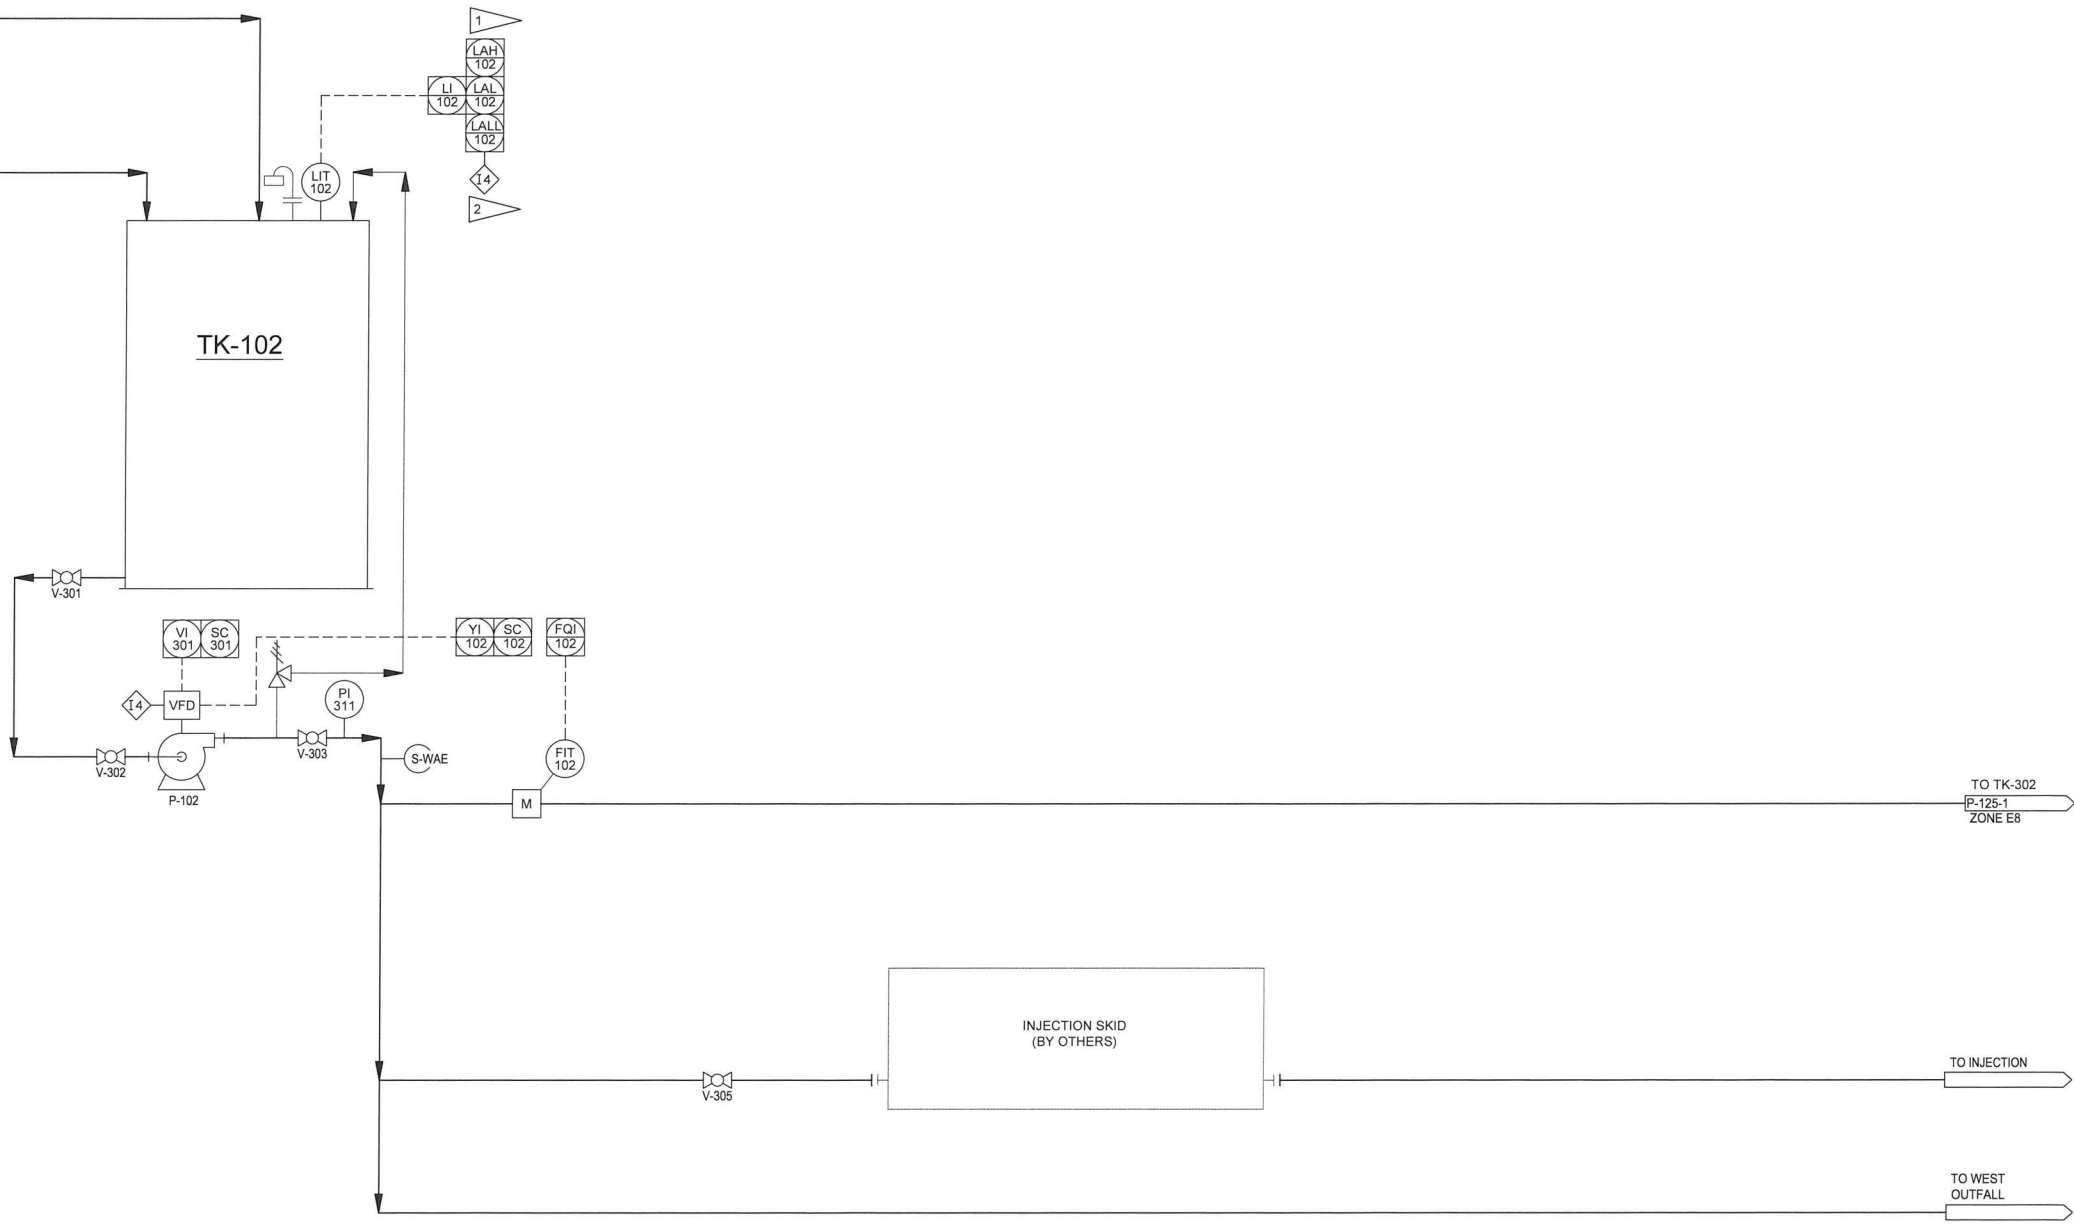 1
LAH
102
LI
102
LAL
102
LALL
102
I4
2
LIT
102
TK-102
V-301
VI
301
SC
301
YI
102
SC
102
FQI
102
I4
VFD
PI
311
V-302
P-102
V-303
S-WAE
FIT
102
M
TO TK-302
P-125-1
ZONE E8
INJECTION SKID
(BY OTHERS)
V-305
TO INJECTION
TO WEST
OUTFALL